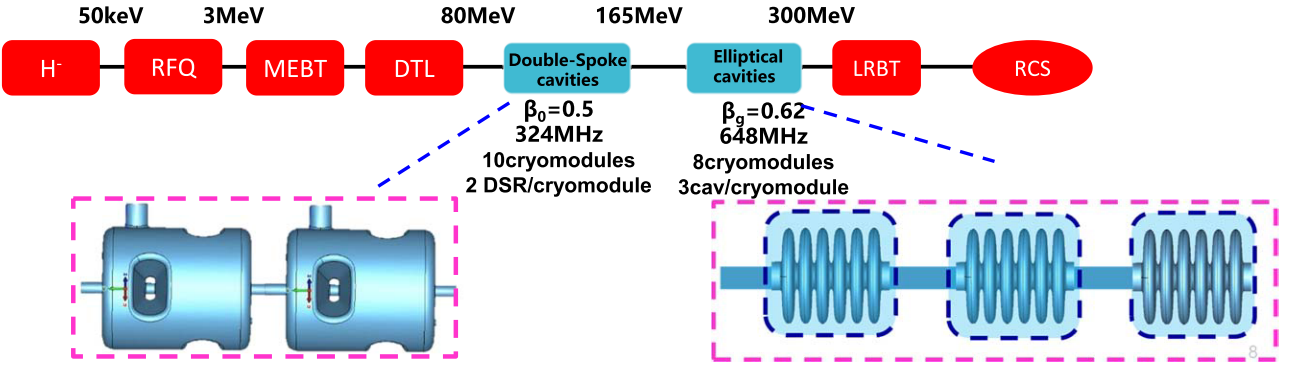 50keV 3MeV 80MeV 165MeV 300MeV
H- RFQ MEBT DTL Double-Spoke cavities Elliptical cavities LRBT RCS
β0=0.5
324MHz
10cryomodules
2 DSR/cryomodule
βg=0.62
648MHz
8cryomodules
3cav/cryomodule
8